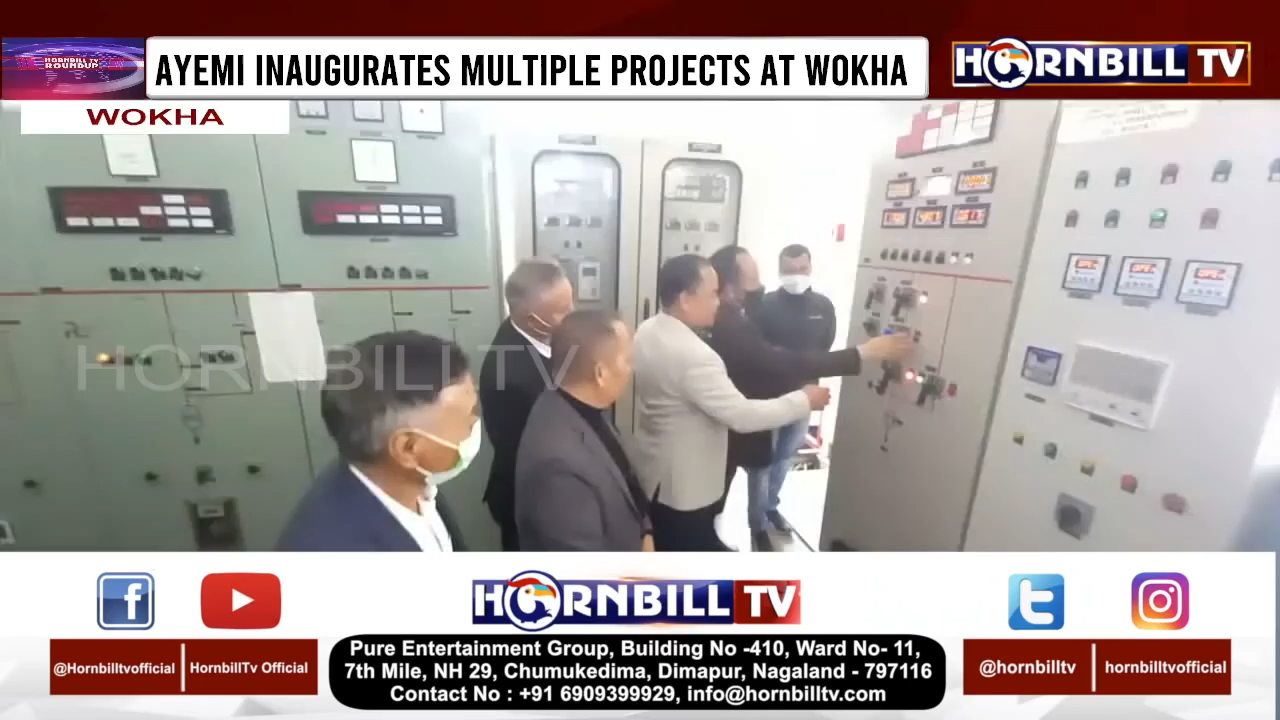 HORNBILL TV
ROUNDUP
AYEMI INAUGURATES MULTIPLE PROJECTS AT WOKHA
HORNBILL TV
WOKHA
HORNBILL TV
HORNBILL TV
@Hornbilltvofficial
HornbillTv Official
Pure Entertainment Group, Building No -410, Ward No- 11,
7th Mile, NH 29, Chumukedima, Dimapur, Nagaland - 797116
Contact No : +91 6909399929, info@hornbilltv.com
@hornbilltv
hornbilltvofficial